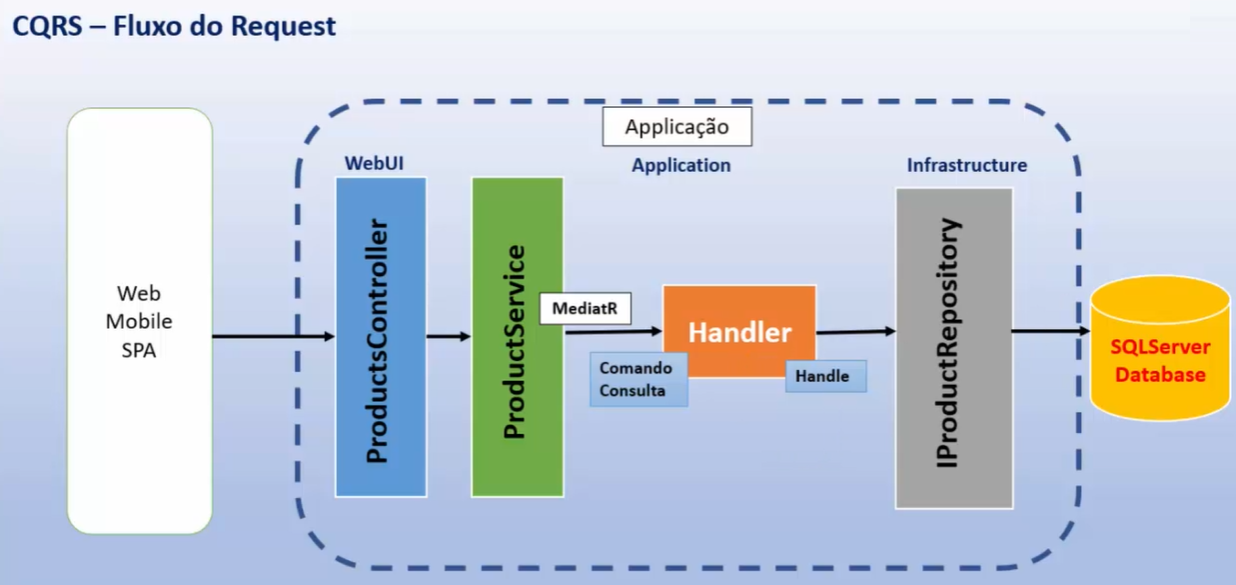 CQRS – Fluxo do Request
Applicação
WebUI
Application
Infrastructure
Web
Mobile
SPA
ProductsController
ProductService
MediatR
Handler
Comando
Consulta
Handle
IProductRepository
SQLServer
Database